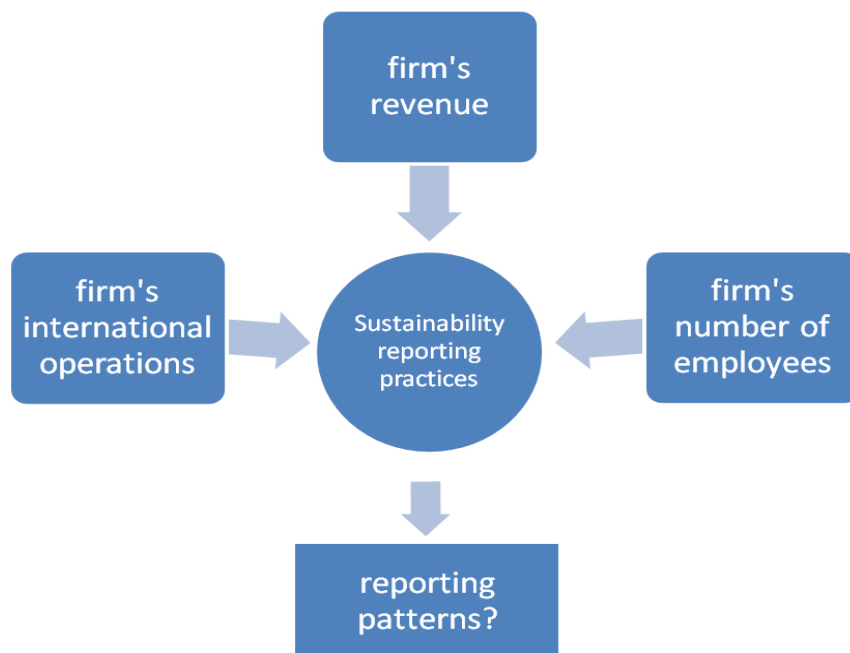 firm's
revenue
firm's
international
operations
Sustainability
reporting
practices
firm's
number of
employees
reporting
patterns?